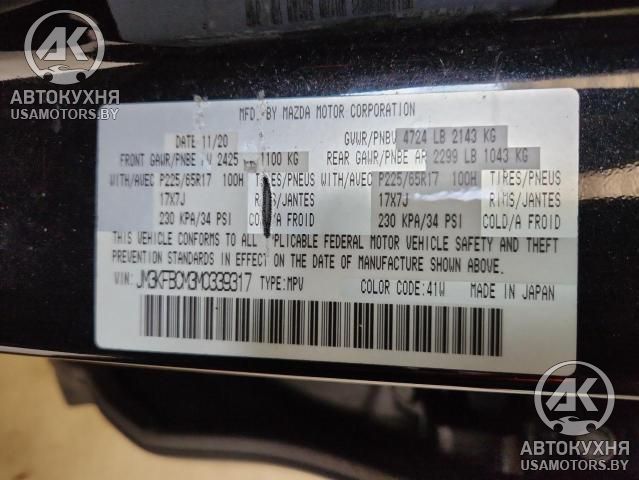 АК
АВТОКУХНЯ
USAMOTORS.BY
MFD. BY MAZDA MOTOR CORPORATION
DATE 11/20 GVWR/PNBV 4724 LB 2143 KG
FRONT GAWR/PNBE AV 2425 1100 KG REAR GAWR/PNBE AR 2299 LB 1043 KG
WITH/AVEC P225/65R17 100H TIRES/PNEUS WITH/AVEC P225/65R17 100H TIRES/PNEUS
17X7J RIMS/JANTES 17X7J RIMS/JANTES
230 KPA/34 PSI COLD/A FROID 230 KPA/34 PSI COLD/A FROID
THIS VEHICLE CONFORMS TO ALL APPLICABLE FEDERAL MOTOR VEHICLE SAFETY AND THEFT
PREVENTION STANDARDS IN EFFECT ON THE DATE OF MANUFACTURE SHOWN ABOVE.
VIN: JM3KFBCM3M0339317 TYPE:MPV COLOR CODE:41W MADE IN JAPAN
АК
АВТОКУХНЯ
USAMOTORS.BY